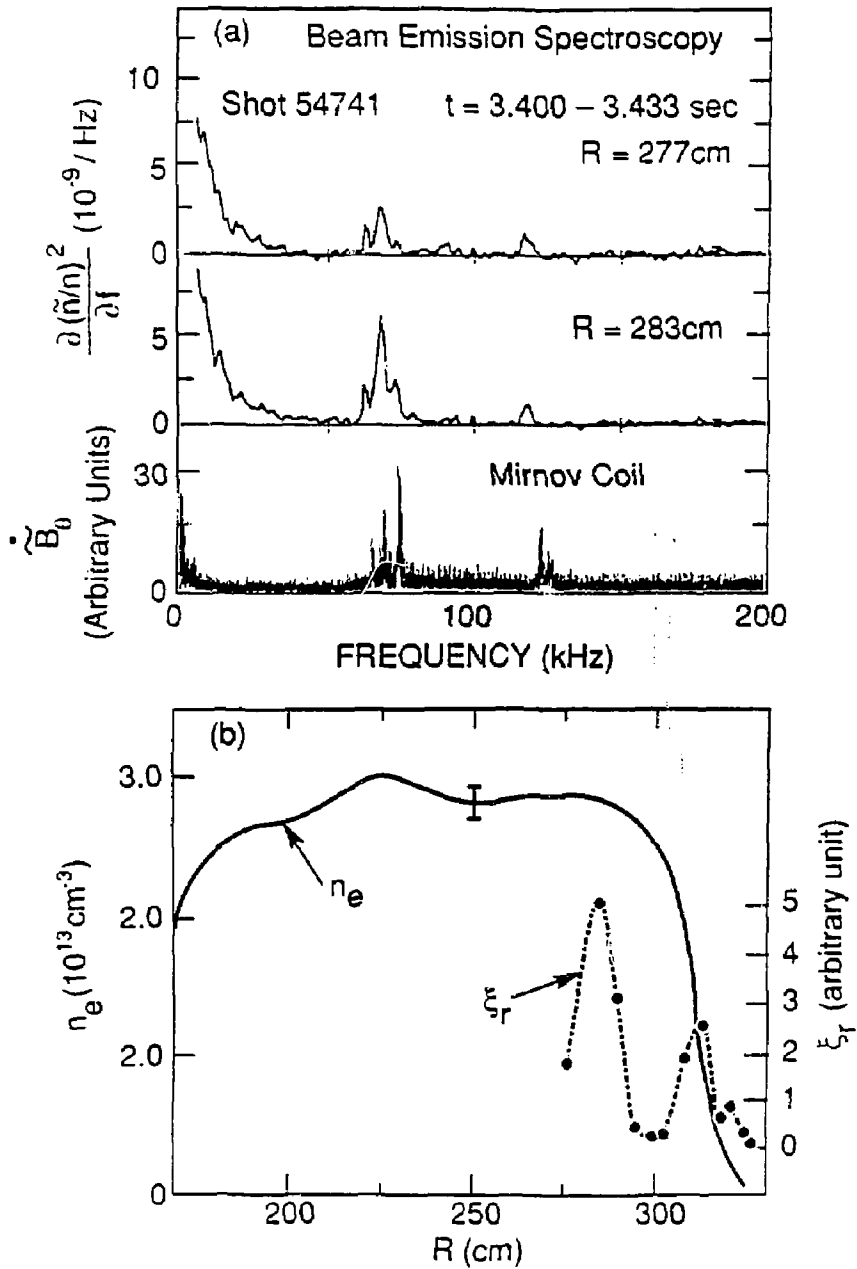 (a) Beam Emission Spectroscopy
Shot 54741 t = 3.400 – 3.433 sec
R = 277cm
10
5
0
∂(ñ/n)²/∂f (10⁻⁹/Hz)
R = 283cm
5
0
Mirnov Coil
30
0
B̃̇θ
(Arbitrary Units)
0 100 200
FREQUENCY (kHz)
(b)
3.0
2.0
2.0
0
nₑ(10¹³cm⁻³)
nₑ
ξᵣ
5
4
3
2
1
0
ξᵣ (arbitrary unit)
200 250 300
R (cm)